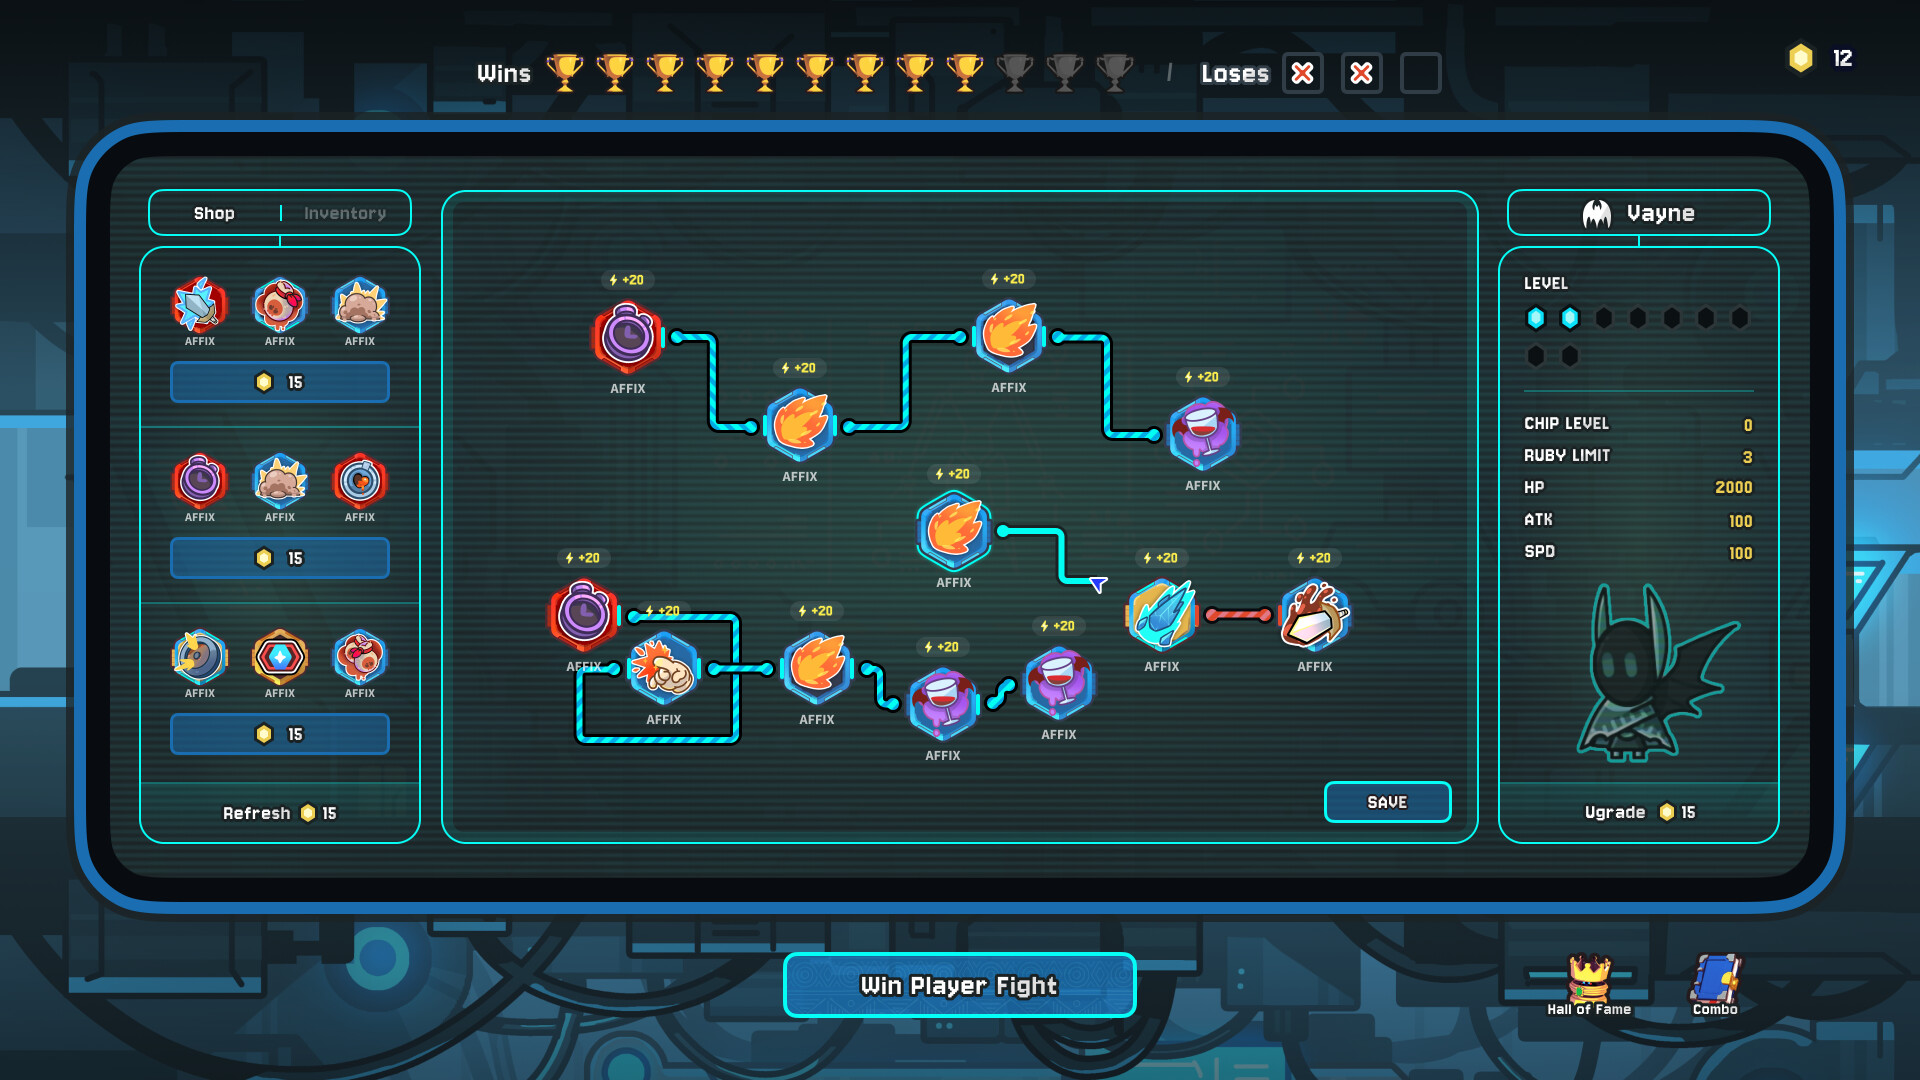 Wins / Loses
12
Shop | Inventory
AFFIX AFFIX AFFIX
15
AFFIX AFFIX AFFIX
15
AFFIX AFFIX AFFIX
15
Refresh 15
+20
AFFIX
+20
AFFIX
+20
AFFIX
+20
AFFIX
+20
AFFIX
+20
AFFIX
+20
AFFIX
+20
AFFIX
+20
AFFIX
+20
AFFIX
+20
AFFIX
+20
AFFIX
SAVE
Vayne
LEVEL
CHIP LEVEL 0
RUBY LIMIT 3
HP 2000
ATK 100
SPD 100
Ugrade 15
Win Player Fight
Hall of Fame
Combo